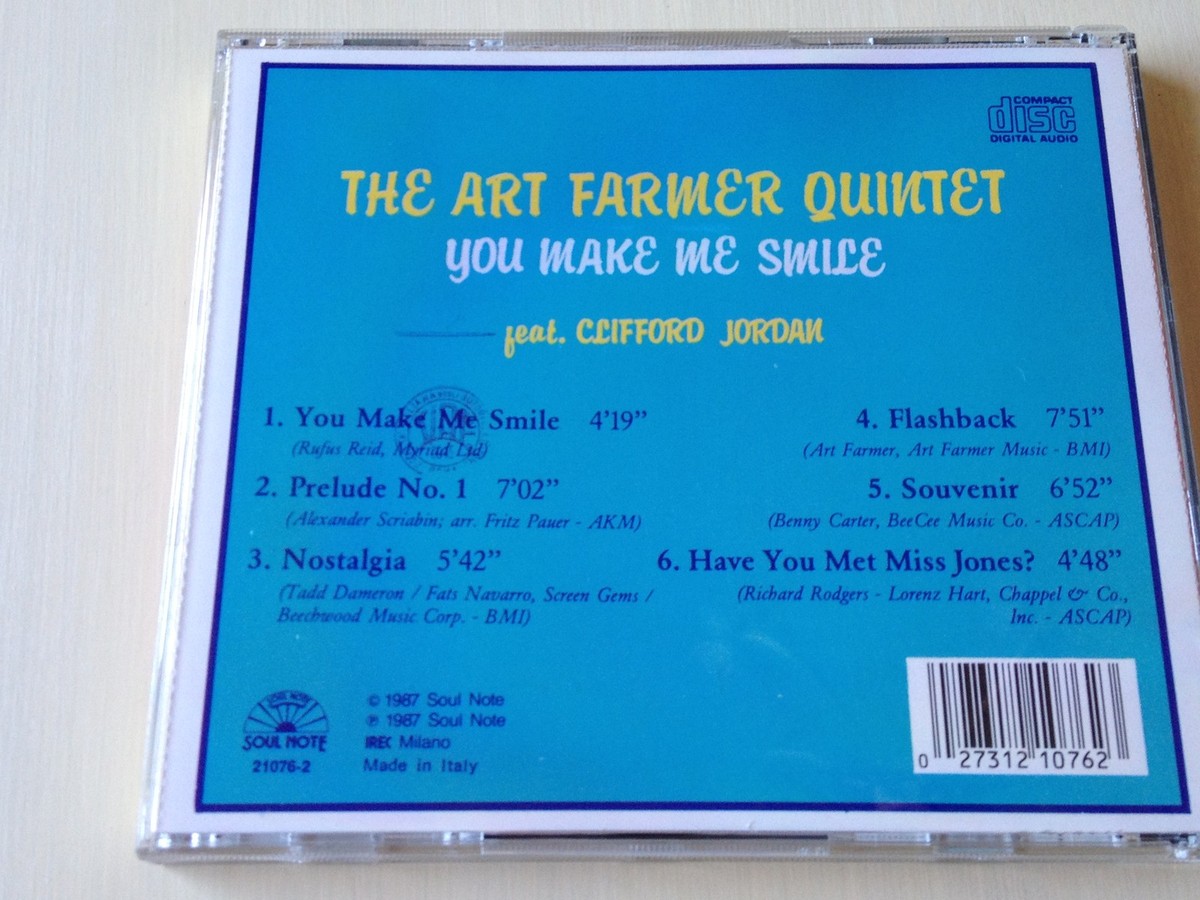 COMPACT
disc
DIGITAL AUDIO
THE ART FARMER QUINTET
YOU MAKE ME SMILE
feat. CLIFFORD JORDAN
1. You Make Me Smile 4'19"
(Rufus Reid, Myriad Ltd)
2. Prelude No. 1 7'02"
(Alexander Scriabin; arr. Fritz Pauer - AKM)
3. Nostalgia 5'42"
(Tadd Dameron / Fats Navarro, Screen Gems /
Beechwood Music Corp. - BMI)
4. Flashback 7'51"
(Art Farmer, Art Farmer Music - BMI)
5. Souvenir 6'52"
(Benny Carter, BeeCee Music Co. - ASCAP)
6. Have You Met Miss Jones? 4'48"
(Richard Rodgers - Lorenz Hart, Chappel & Co.,
Inc. - ASCAP)
SOUL NOTE
SOUL NOTE
21076-2
© 1987 Soul Note
℗ 1987 Soul Note
IREC Milano
Made in Italy
0 27312 10762